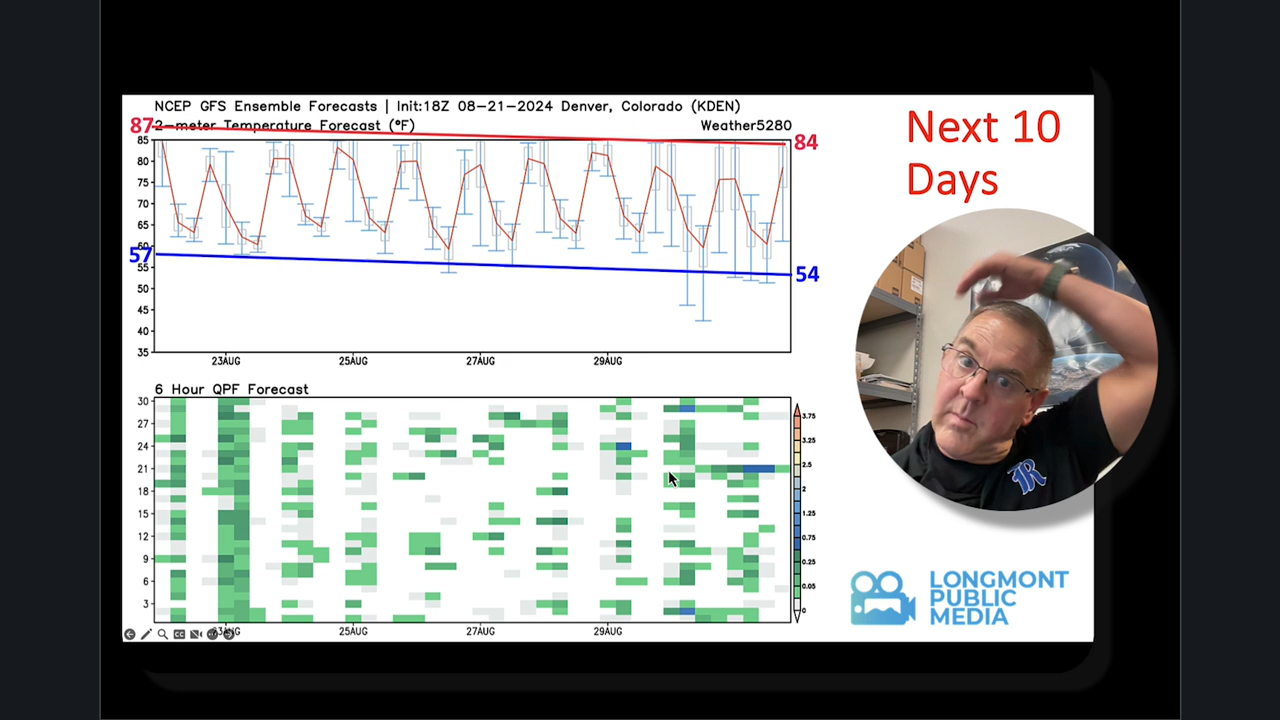 NCEP GFS Ensemble Forecasts | Init:18Z 08-21-2024 Denver, Colorado (KDEN)
87 2-meter Temperature Forecast (°F) Weather5280
84
85
80
75
70
65
60
57
55
54
50
45
40
35
23AUG 25AUG 27AUG 29AUG
Next 10
Days
6 Hour QPF Forecast
30
27
24
21
18
15
12
9
6
3
3.75
3.25
2.5
2
1.25
0.75
0.25
0.05
0
23AUG 25AUG 27AUG 29AUG
CC
TR
LONGMONT
PUBLIC
MEDIA